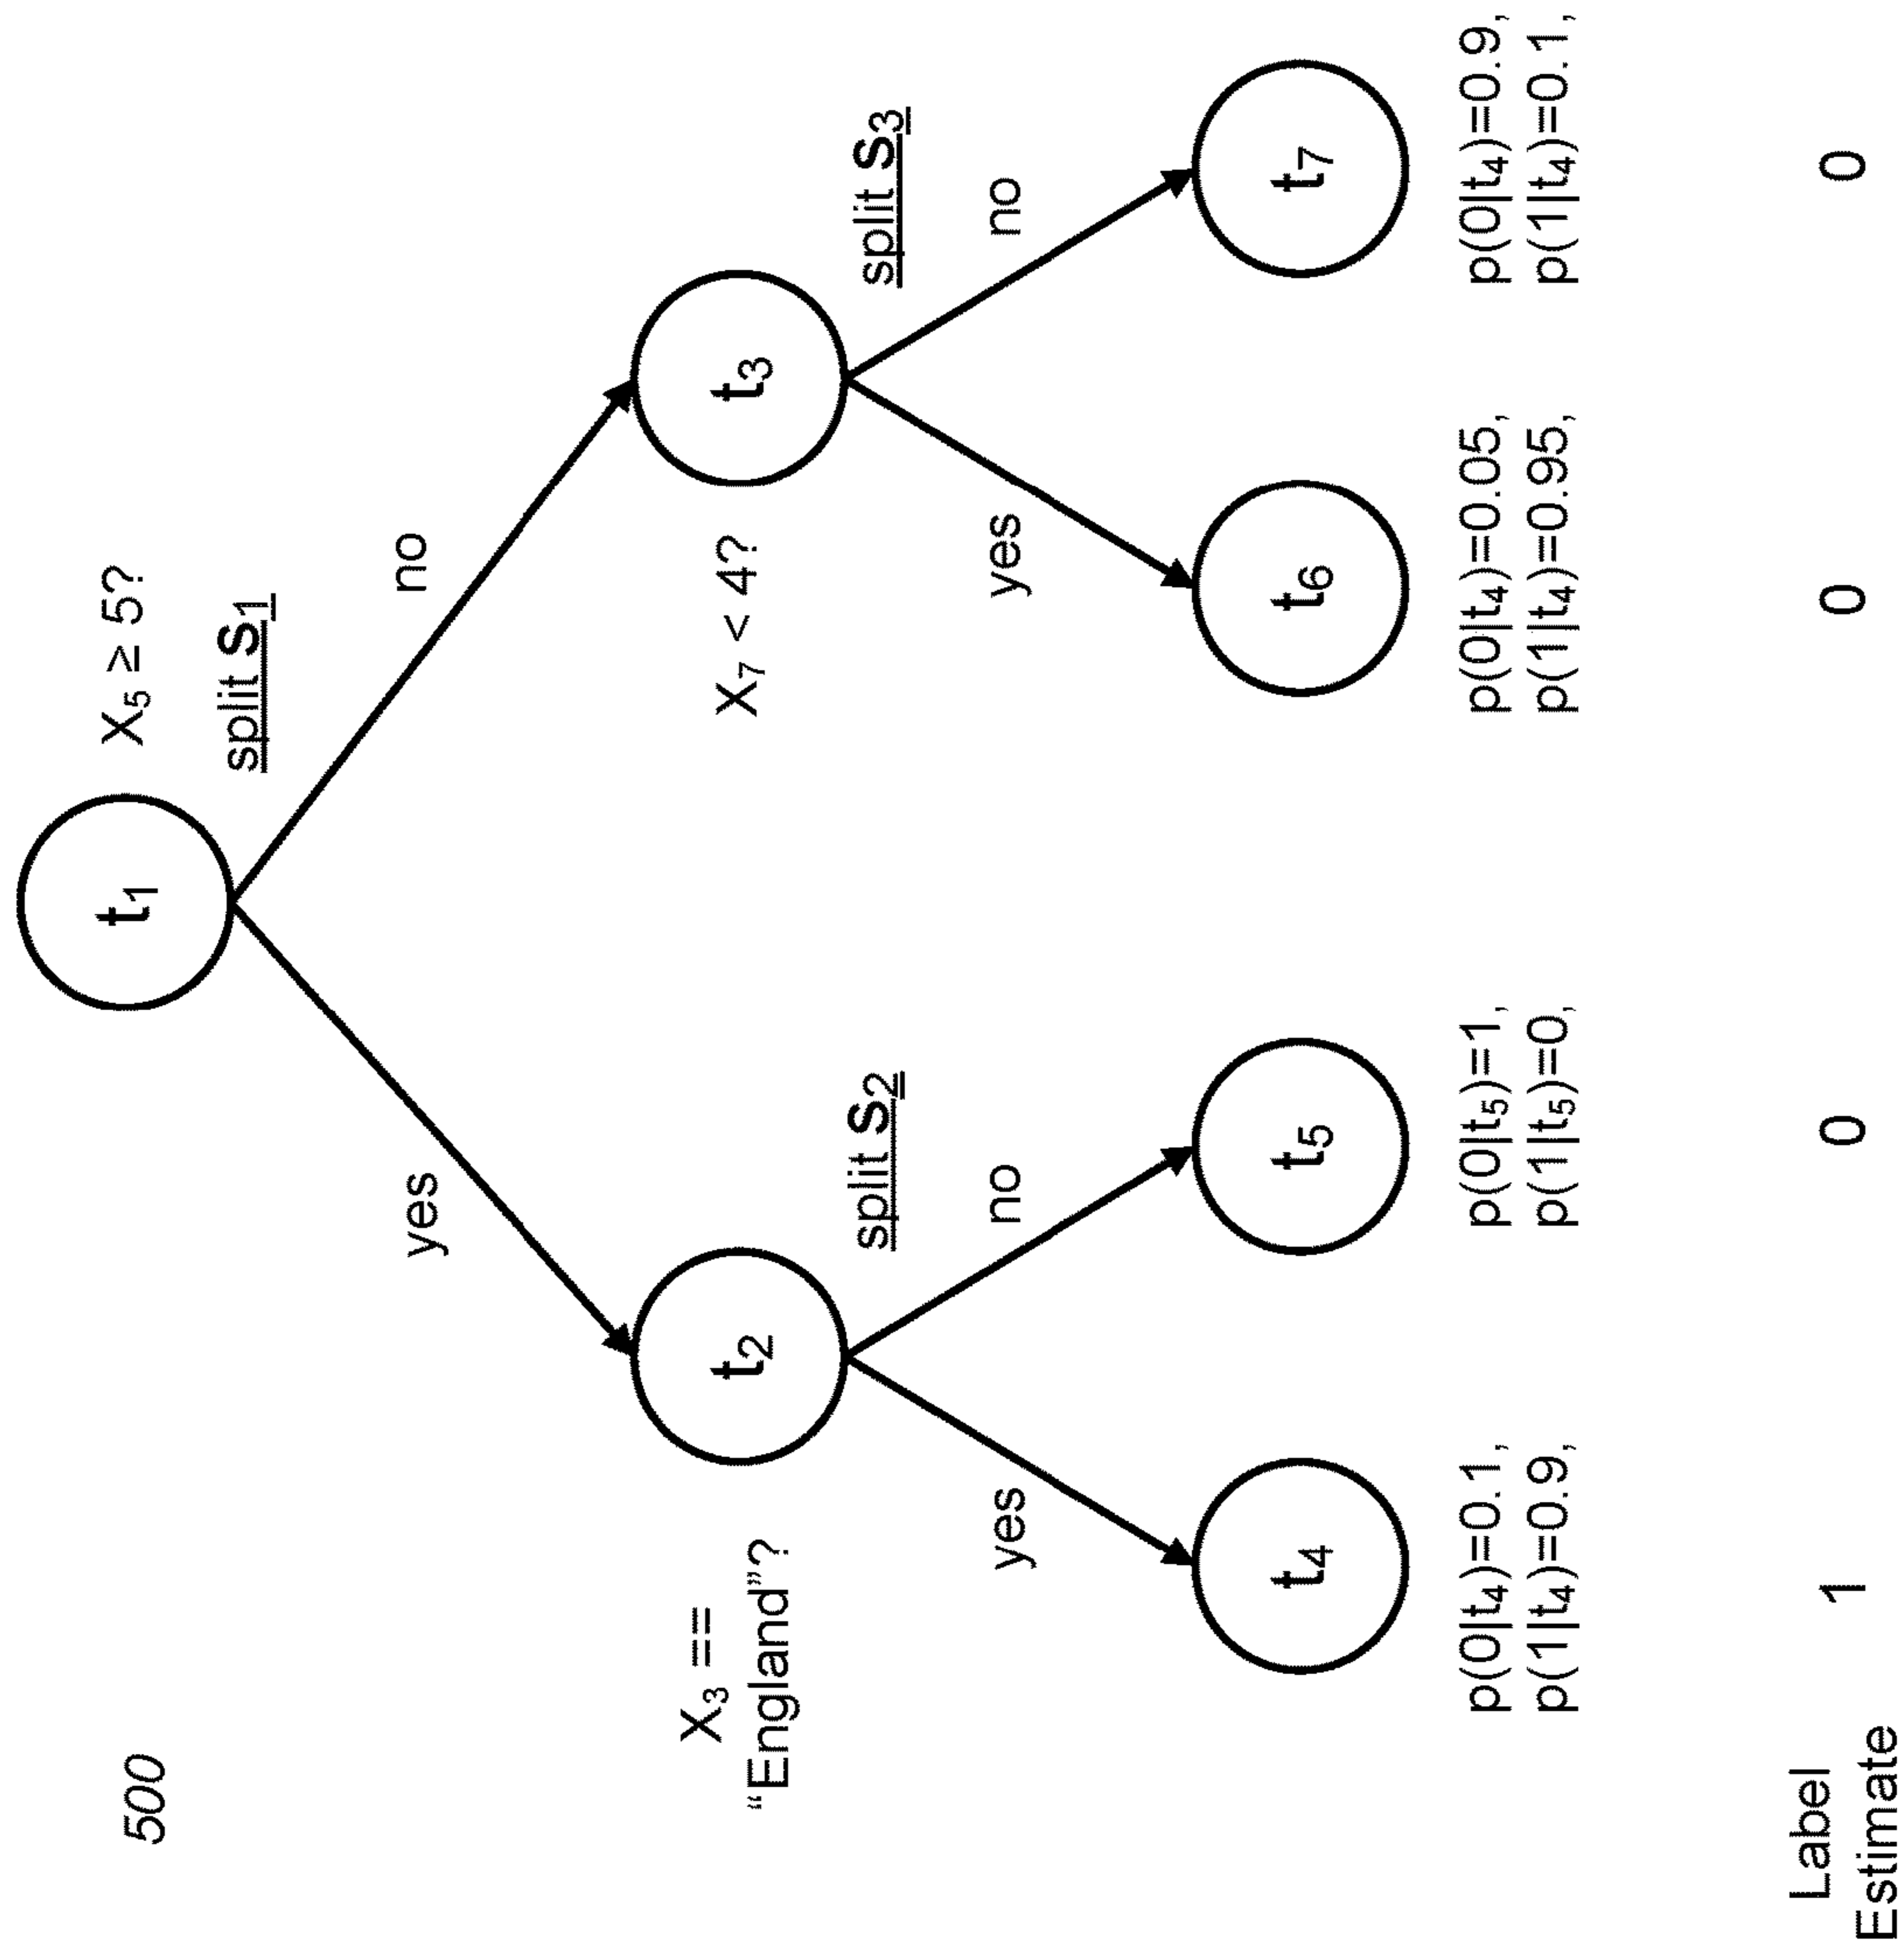 500
t₁
X₅ ≥ 5?
split s₁
yes
no
X₃ ==
“England”?
t₂
X₇ < 4?
t₃
split s₂
split s₃
yes
no
yes
no
t₄
t₅
t₆
t₇
p(0|t₄)=0.1,
p(1|t₄)=0.9,
p(0|t₅)=1,
p(1|t₅)=0,
p(0|t₄)=0.05,
p(1|t₄)=0.95,
p(0|t₄)=0.9,
p(1|t₄)=0.1,
Label
Estimate
1
0
0
0